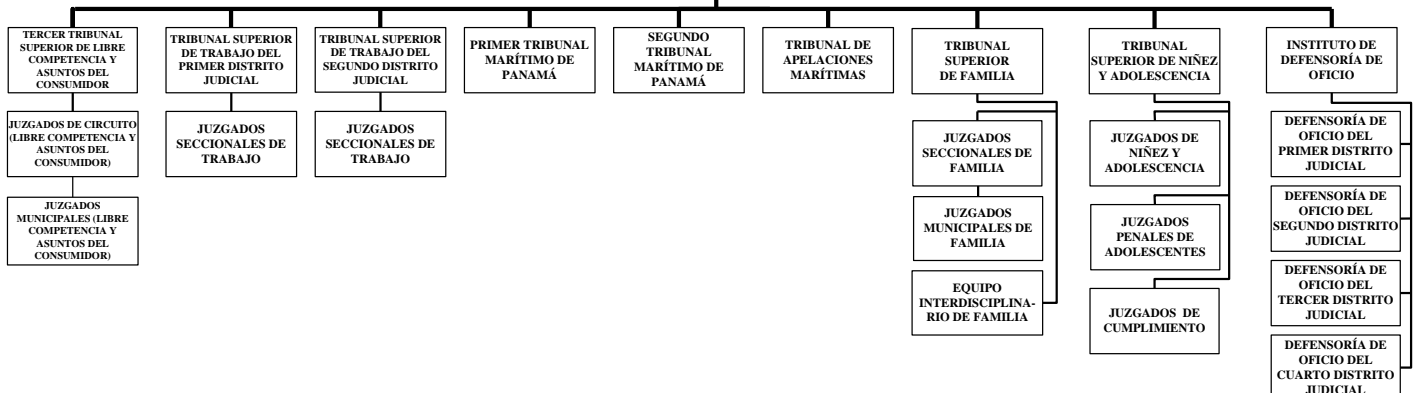 TERCER TRIBUNAL
SUPERIOR DE LIBRE
COMPETENCIA Y
ASUNTOS DEL
CONSUMIDOR
TRIBUNAL SUPERIOR
DE TRABAJO DEL
PRIMER DISTRITO
JUDICIAL
TRIBUNAL SUPERIOR
DE TRABAJO DEL
SEGUNDO DISTRITO
JUDICIAL
PRIMER TRIBUNAL
MARÍTIMO DE
PANAMÁ
SEGUNDO
TRIBUNAL
MARÍTIMO DE
PANAMÁ
TRIBUNAL DE
APELACIONES
MARÍTIMAS
TRIBUNAL
SUPERIOR
DE FAMILIA
TRIBUNAL
SUPERIOR DE NIÑEZ
Y ADOLESCENCIA
INSTITUTO DE
DEFENSORÍA DE
OFICIO
JUZGADOS DE CIRCUITO
(LIBRE COMPETENCIA Y
ASUNTOS DEL
CONSUMIDOR)
JUZGADOS
SECCIONALES DE
TRABAJO
JUZGADOS
SECCIONALES DE
TRABAJO
JUZGADOS
SECCIONALES DE
FAMILIA
JUZGADOS DE
NIÑEZ Y
ADOLESCENCIA
DEFENSORÍA DE
OFICIO DEL
PRIMER DISTRITO
JUDICIAL
JUZGADOS
MUNICIPALES (LIBRE
COMPETENCIA Y
ASUNTOS DEL
CONSUMIDOR)
JUZGADOS
MUNICIPALES DE
FAMILIA
JUZGADOS
PENALES DE
ADOLESCENTES
DEFENSORÍA DE
OFICIO DEL
SEGUNDO DISTRITO
JUDICIAL
EQUIPO
INTERDISCIPLINA-
RIO DE FAMILIA
JUZGADOS DE
CUMPLIMIENTO
DEFENSORÍA DE
OFICIO DEL
TERCER DISTRITO
JUDICIAL
DEFENSORÍA DE
OFICIO DEL
CUARTO DISTRITO
JUDICIAL